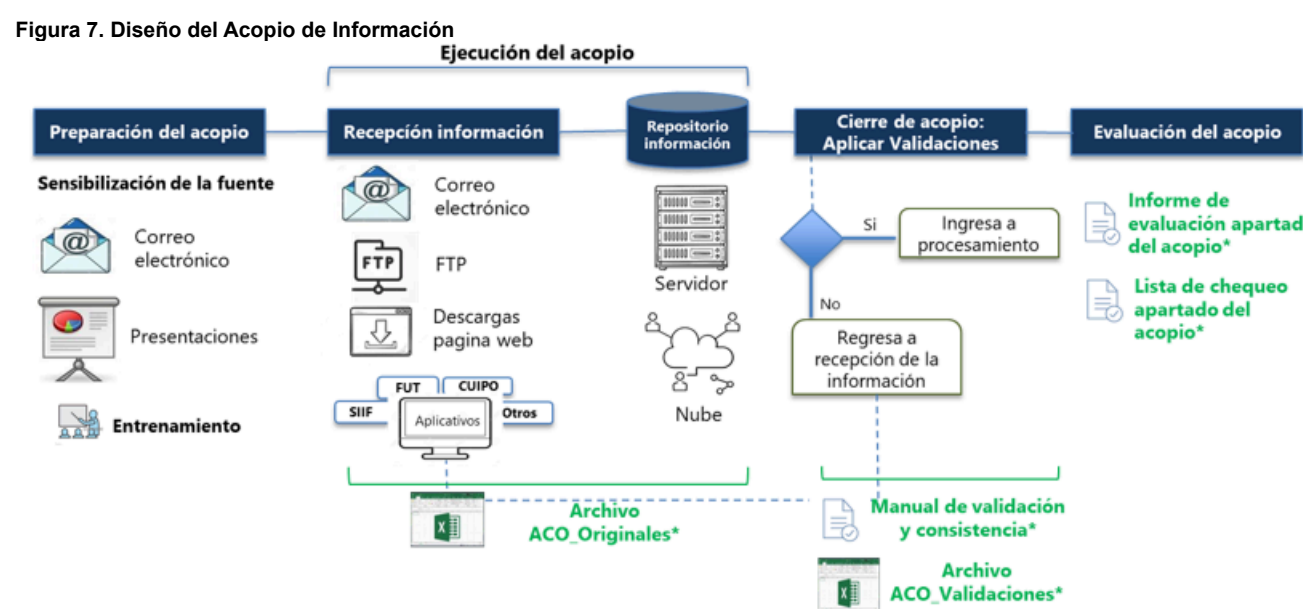 Figura 7. Diseño del Acopio de Información
Ejecución del acopio
Preparación del acopio
Recepción información
Repositorio
información
Cierre de acopio:
Aplicar Validaciones
Evaluación del acopio
Sensibilización de la fuente
Correo
electrónico
Presentaciones
Entrenamiento
Correo
electrónico
FTP
FTP
Descargas
pagina web
FUT
CUIPO
SIIF
Aplicativos
Otros
Servidor
Nube
Si
Ingresa a
procesamiento
No
Regresa a
recepción de la
información
Informe de
evaluación apartad
del acopio*
Lista de chequeo
apartado del
acopio*
Archivo
ACO_Originales*
Manual de validación
y consistencia*
Archivo
ACO_Validaciones*